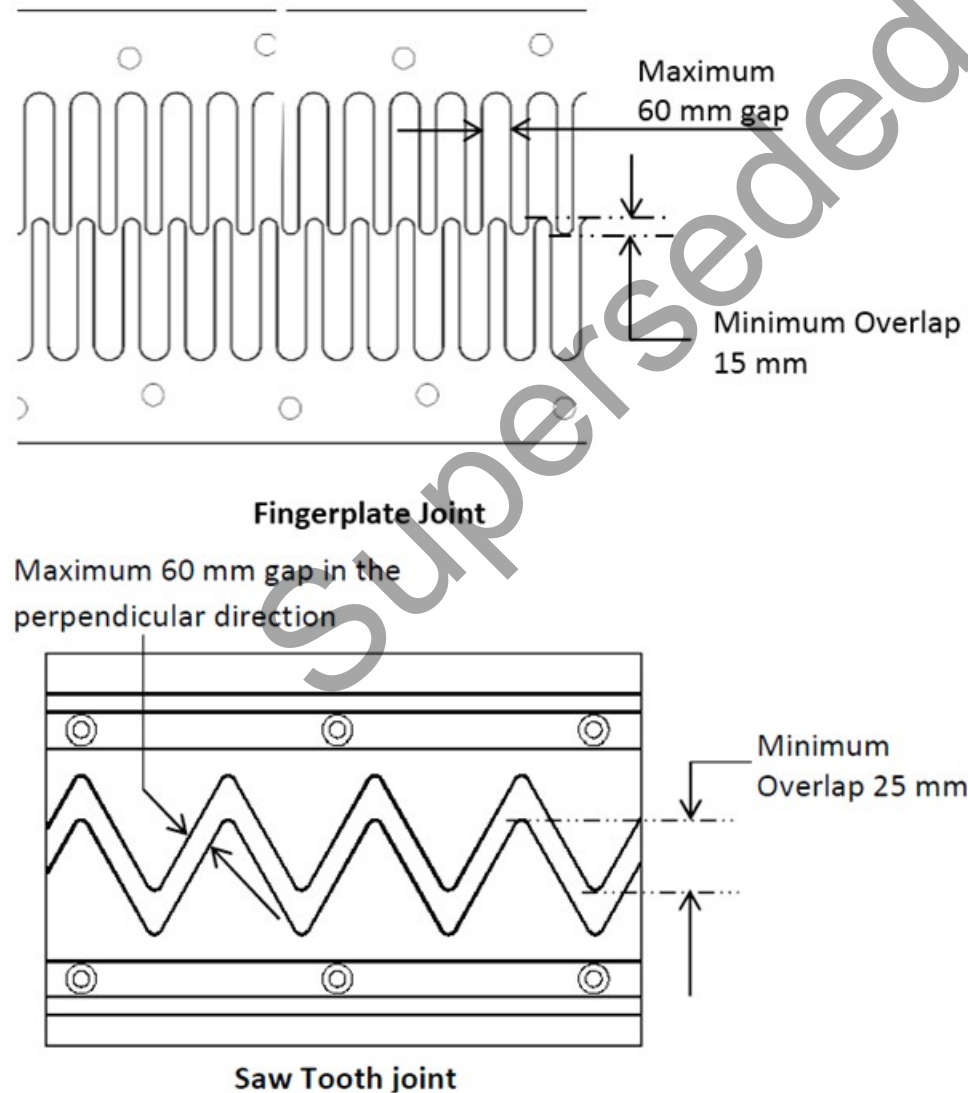 Superseded
Maximum
60 mm gap
Minimum Overlap
15 mm
Fingerplate Joint
Maximum 60 mm gap in the
perpendicular direction
Minimum
Overlap 25 mm
Saw Tooth joint